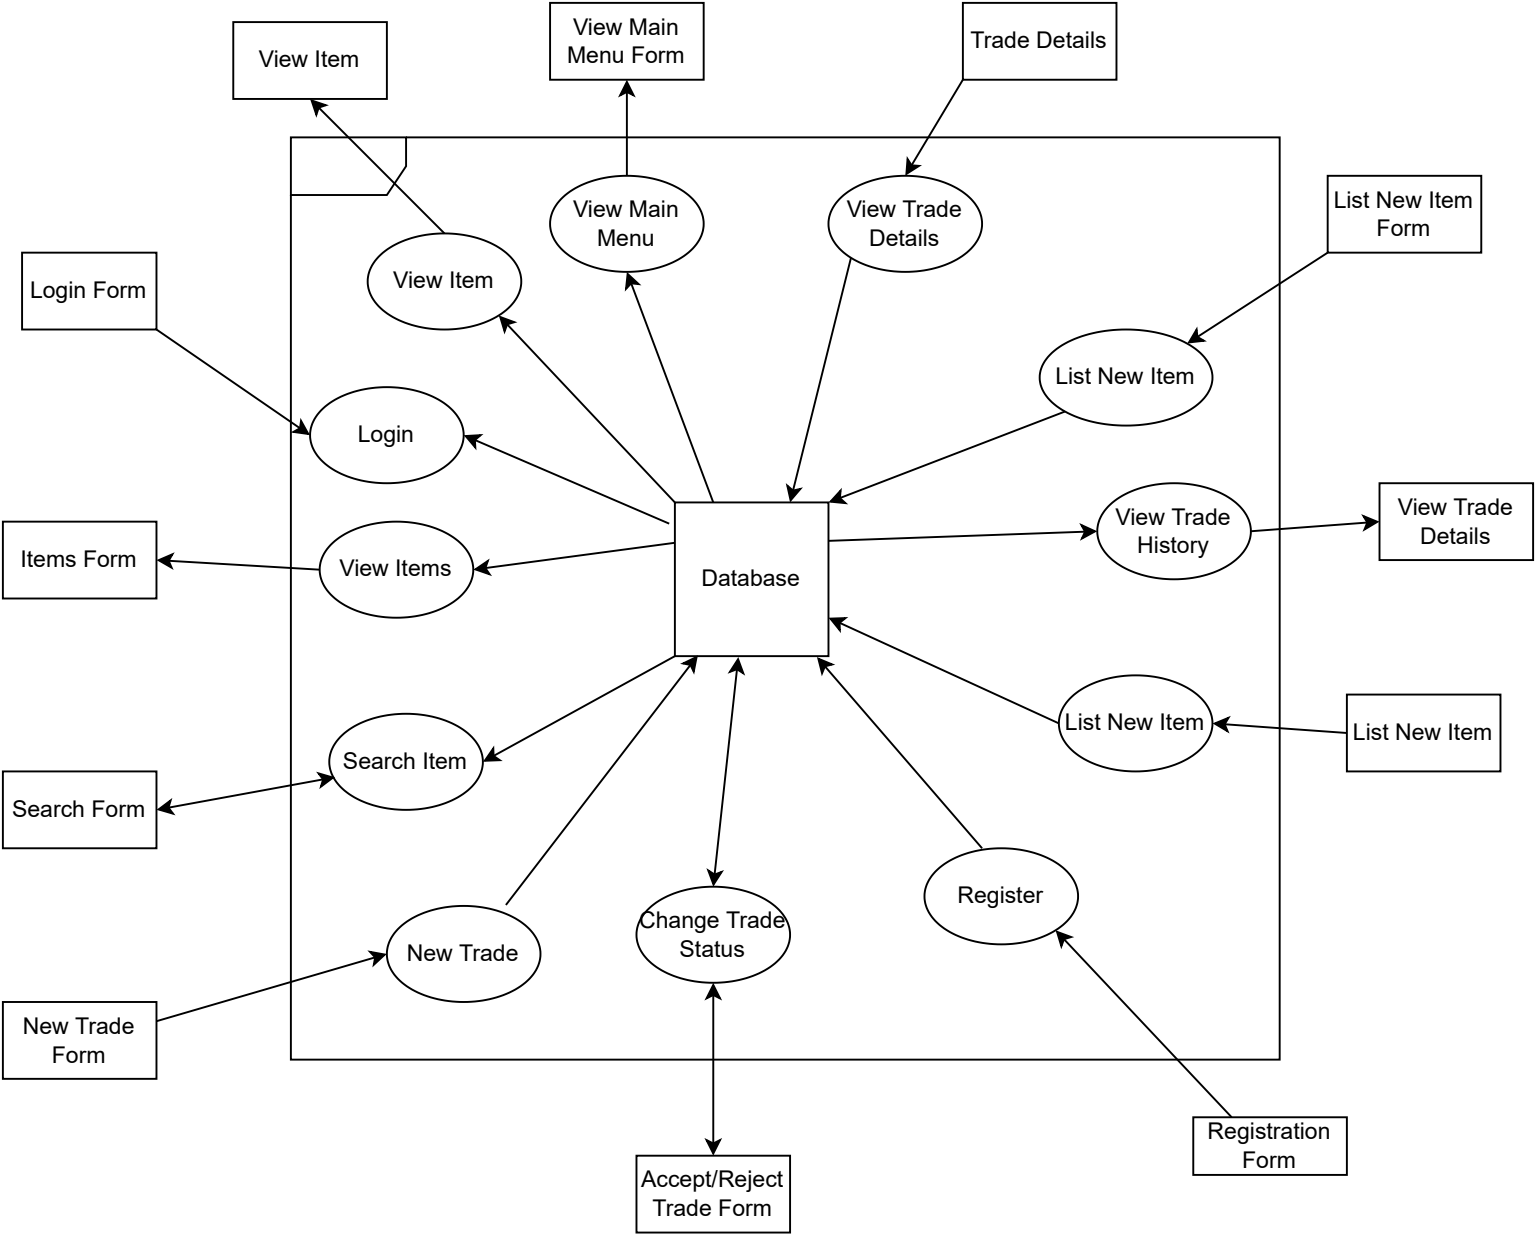 View Main
Menu Form
Trade Details
View Item
View Main
Menu
View Trade
Details
List New Item
Form
View Item
Login Form
List New Item
Login
View Trade
History
View Trade
Details
Items Form
View Items
Database
List New Item
List New Item
Search Item
Search Form
Register
Change Trade
Status
New Trade
New Trade
Form
Registration
Form
Accept/Reject
Trade Form